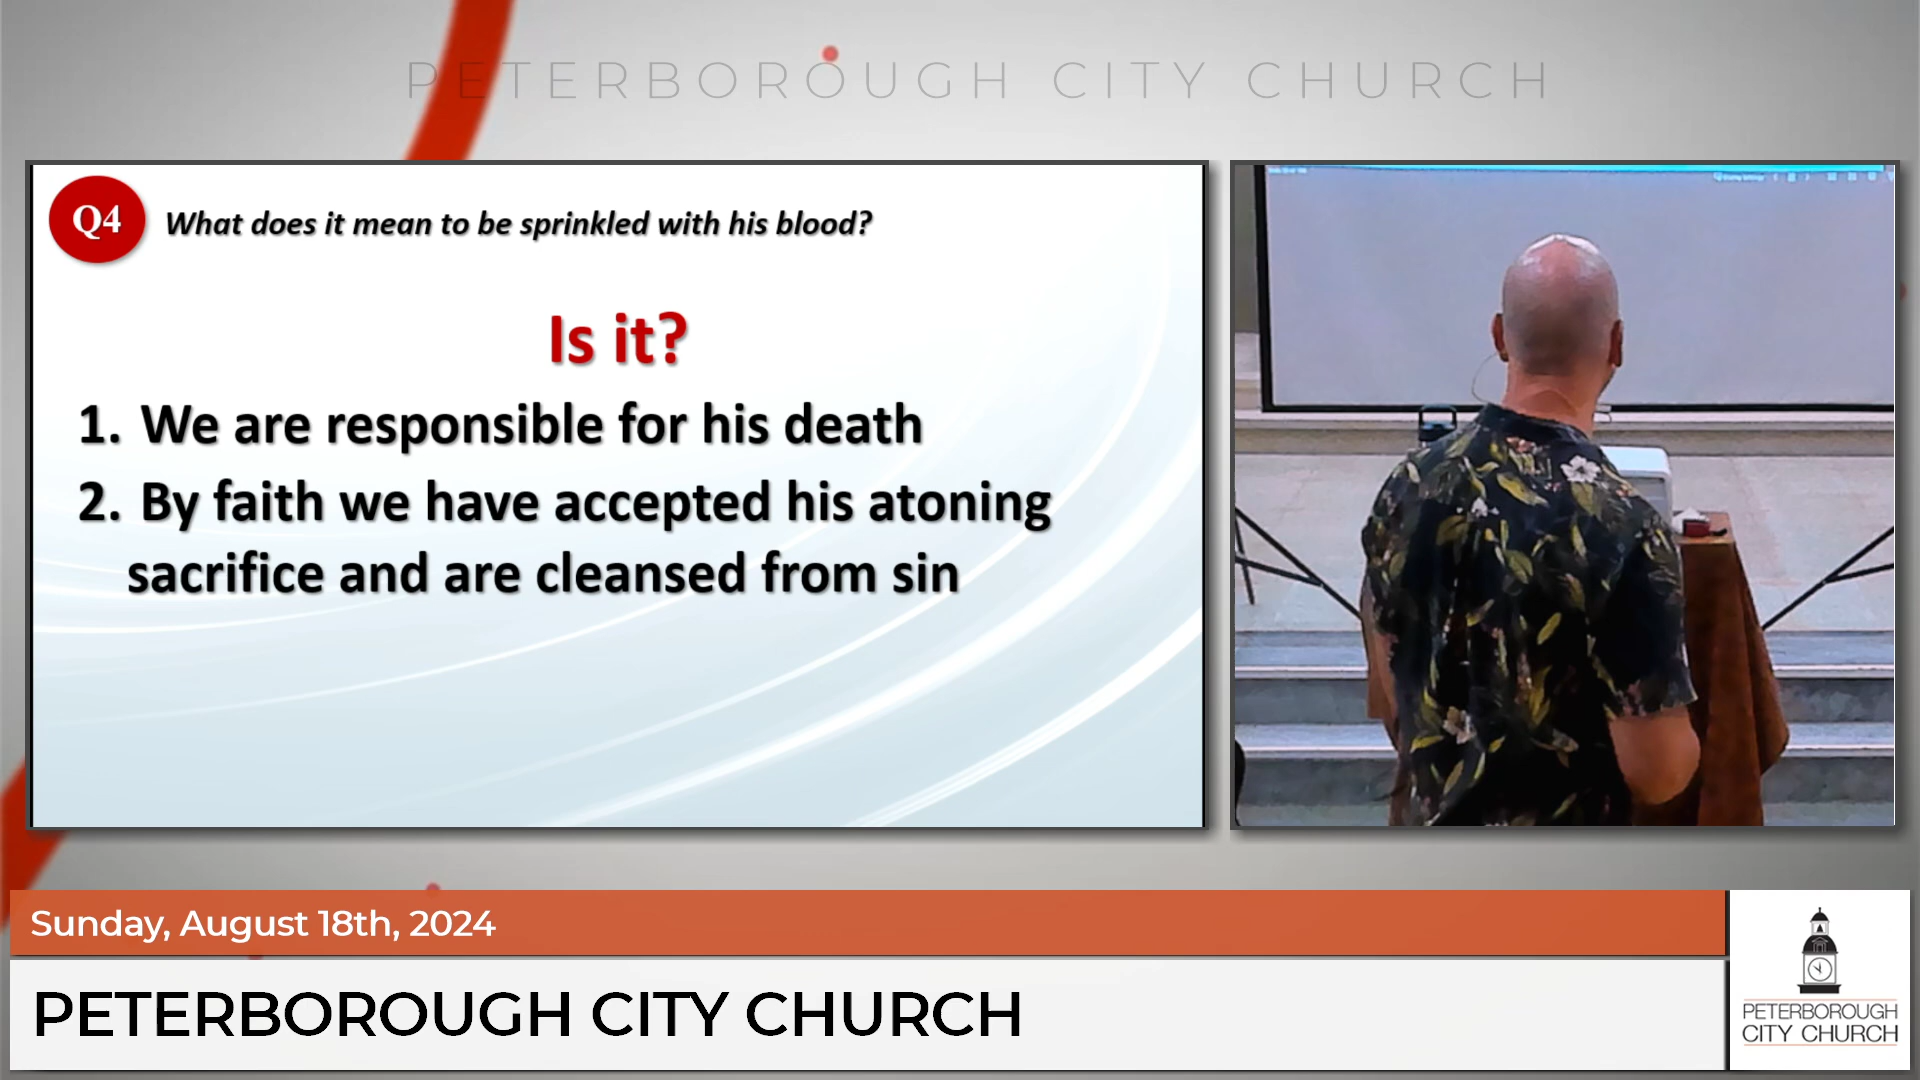 PETERBOROUGH CITY CHURCH
Q4
What does it mean to be sprinkled with his blood?
Is it?
1. We are responsible for his death
2. By faith we have accepted his atoning
sacrifice and are cleansed from sin
Sunday, August 18th, 2024
PETERBOROUGH CITY CHURCH
PETERBOROUGH
CITY CHURCH